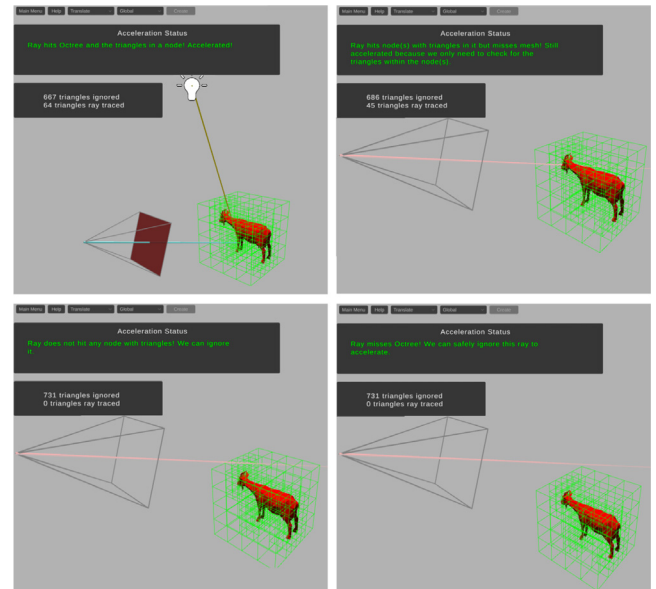 Main Menu Help Translate Global Create
Acceleration Status
Ray hits Octree and the triangles in a node! Accelerated!
667 triangles ignored
64 triangles ray traced
Main Menu Help Translate Global Create
Acceleration Status
Ray hits node(s) with triangles in it but misses mesh! Still
accelerated because we only need to check for the
triangles within the node(s).
686 triangles ignored
45 triangles ray traced
Main Menu Help Translate Global Create
Acceleration Status
Ray does not hit any node with triangles! We can ignore
it.
731 triangles ignored
0 triangles ray traced
Main Menu Help Translate Global Create
Acceleration Status
Ray misses Octree! We can safely ignore this ray to
accelerate.
731 triangles ignored
0 triangles ray traced